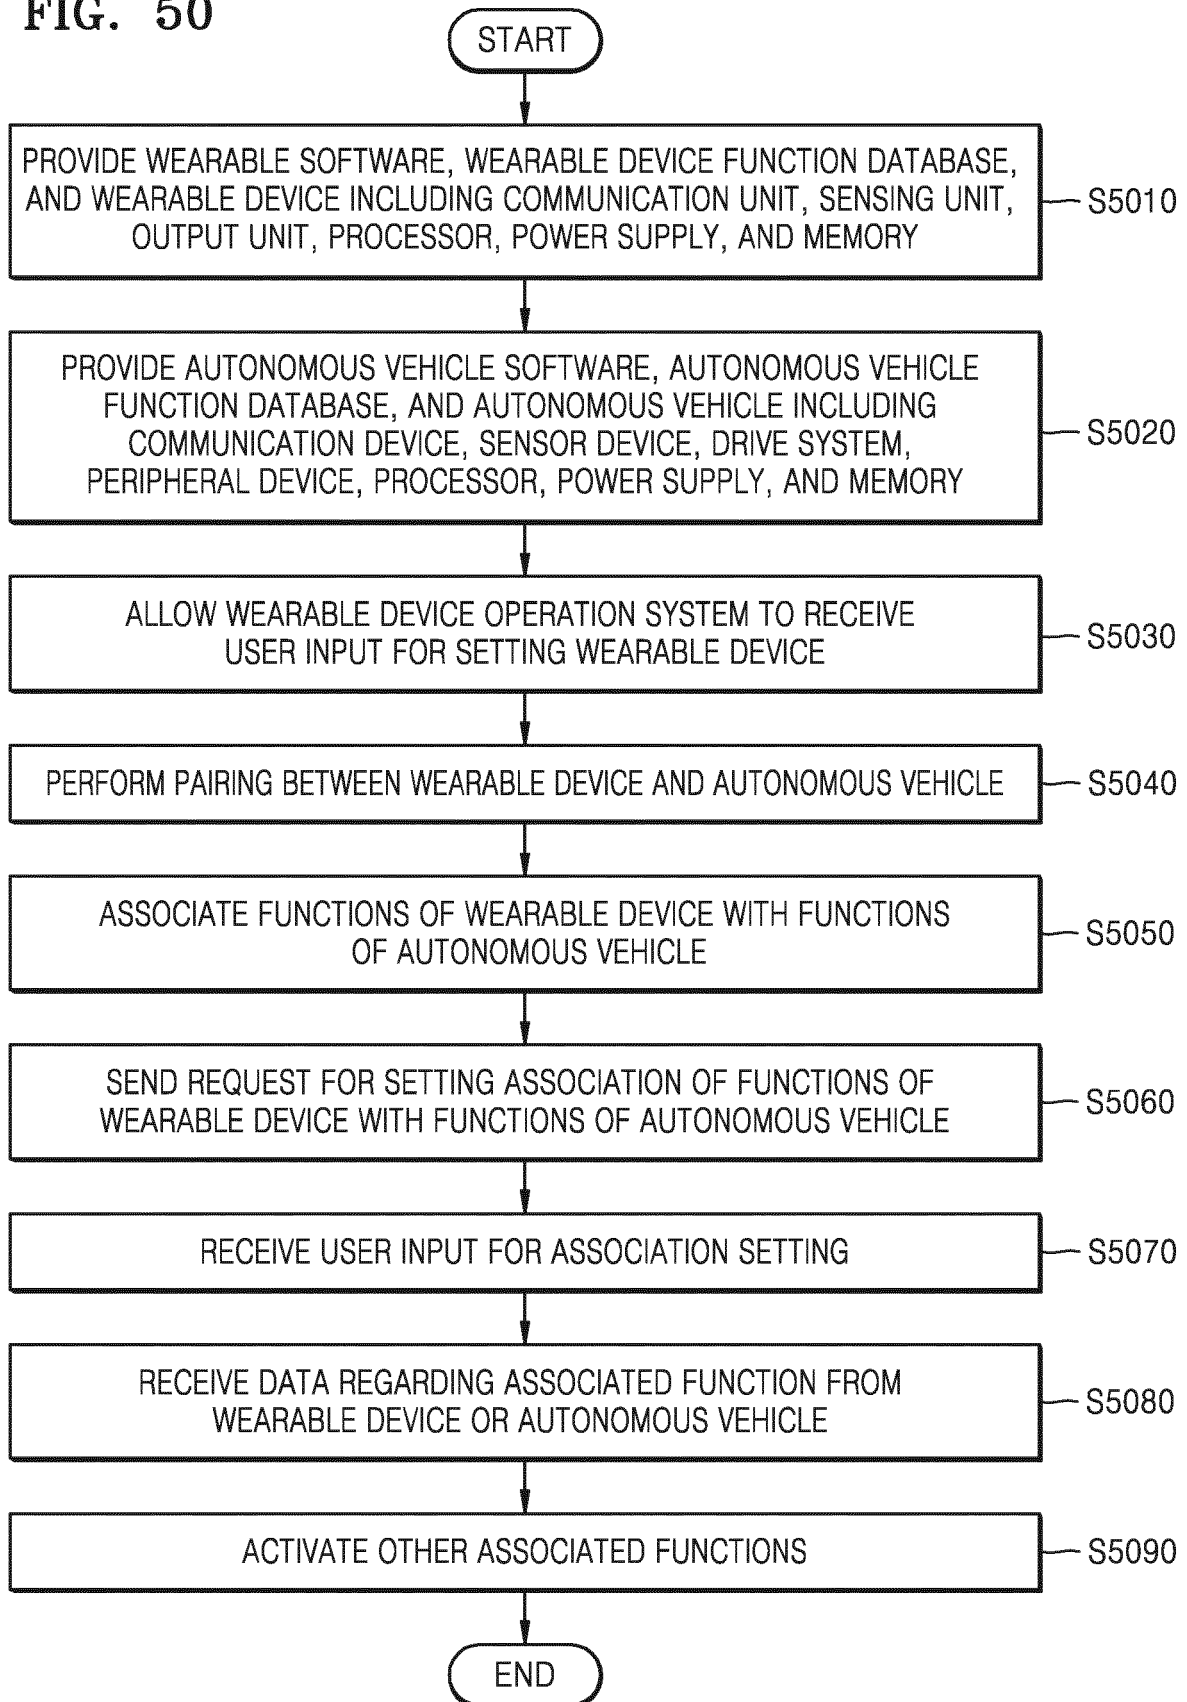 FIG. 50
START
PROVIDE WEARABLE SOFTWARE, WEARABLE DEVICE FUNCTION DATABASE,
AND WEARABLE DEVICE INCLUDING COMMUNICATION UNIT, SENSING UNIT,
OUTPUT UNIT, PROCESSOR, POWER SUPPLY, AND MEMORY
S5010
PROVIDE AUTONOMOUS VEHICLE SOFTWARE, AUTONOMOUS VEHICLE
FUNCTION DATABASE, AND AUTONOMOUS VEHICLE INCLUDING
COMMUNICATION DEVICE, SENSOR DEVICE, DRIVE SYSTEM,
PERIPHERAL DEVICE, PROCESSOR, POWER SUPPLY, AND MEMORY
S5020
ALLOW WEARABLE DEVICE OPERATION SYSTEM TO RECEIVE
USER INPUT FOR SETTING WEARABLE DEVICE
S5030
PERFORM PAIRING BETWEEN WEARABLE DEVICE AND AUTONOMOUS VEHICLE
S5040
ASSOCIATE FUNCTIONS OF WEARABLE DEVICE WITH FUNCTIONS
OF AUTONOMOUS VEHICLE
S5050
SEND REQUEST FOR SETTING ASSOCIATION OF FUNCTIONS OF
WEARABLE DEVICE WITH FUNCTIONS OF AUTONOMOUS VEHICLE
S5060
RECEIVE USER INPUT FOR ASSOCIATION SETTING
S5070
RECEIVE DATA REGARDING ASSOCIATED FUNCTION FROM
WEARABLE DEVICE OR AUTONOMOUS VEHICLE
S5080
ACTIVATE OTHER ASSOCIATED FUNCTIONS
S5090
END